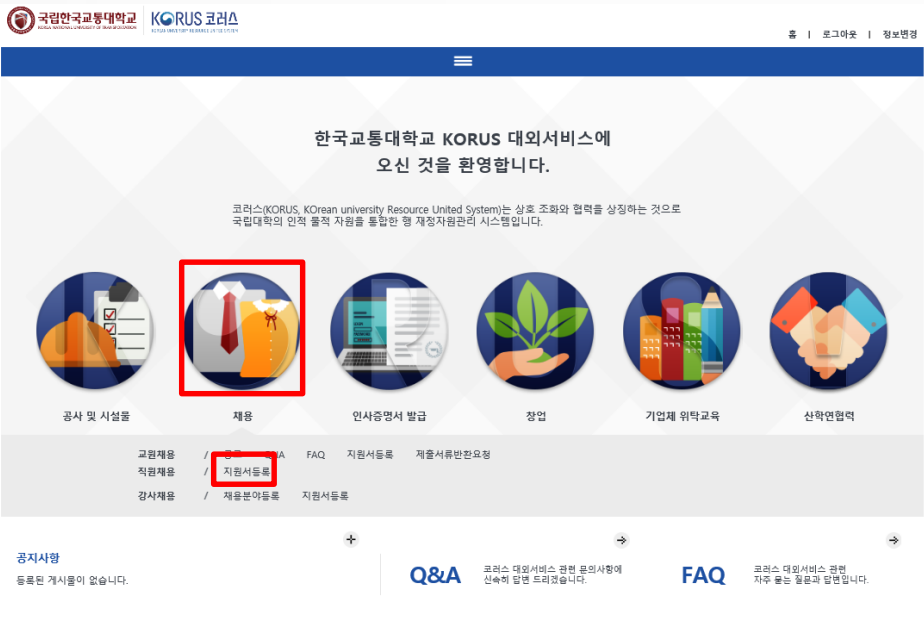 국립한국교통대학교
KOREA NATIONAL UNIVERSITY OF TRANSPORTATION
KORUS 코러스
KOREAN UNIVERSITY RESOURCE UNITED SYSTEM
홈 | 로그아웃 | 정보변경
한국교통대학교 KORUS 대외서비스에
오신 것을 환영합니다.
코러스(KORUS, KOrean university Resource United System)는 상호 조화와 협력을 상징하는 것으로
국립대학의 인적 물적 자원을 통합한 행 재정자원관리 시스템입니다.
공사 및 시설물
채용
인사증명서 발급
창업
기업체 위탁교육
산학연협력
교원채용 / FAQ 지원서등록 제출서류반환요청
직원채용 / 지원서등록
강사채용 / 채용분야등록 지원서등록
공지사항
등록된 게시물이 없습니다.
Q&A
코러스 대외서비스 관련 문의사항에
신속히 답변 드리겠습니다.
FAQ
코러스 대외서비스 관련
자주 묻는 질문과 답변입니다.